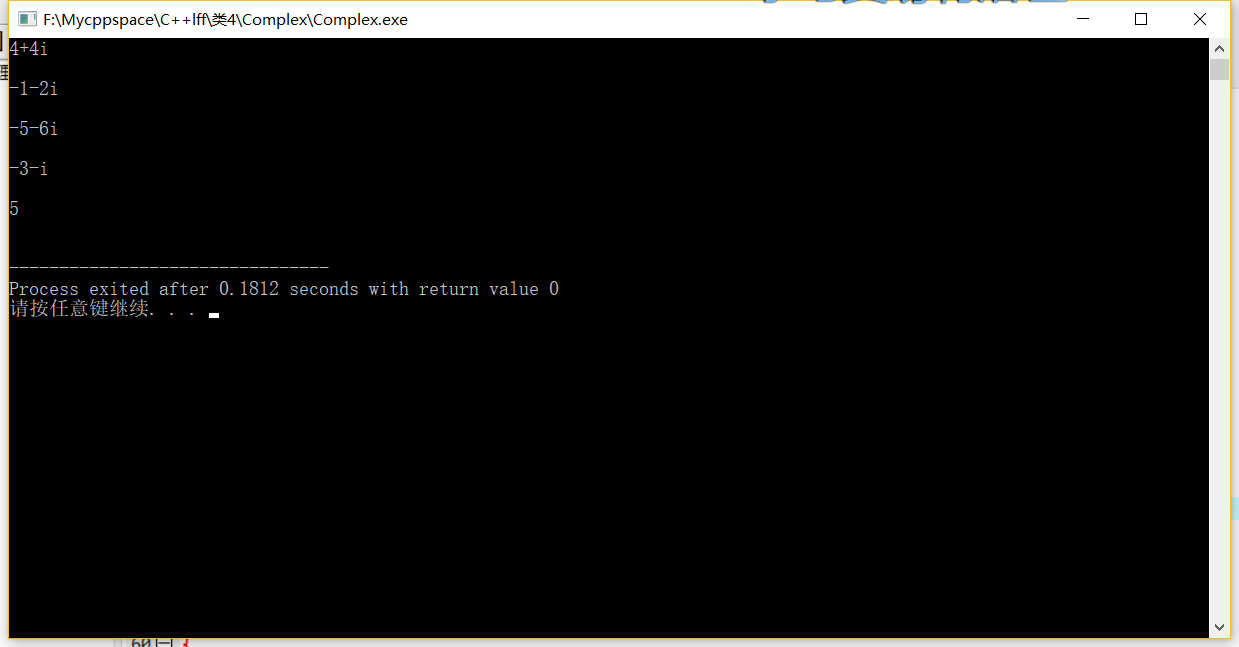 F:\Mycppspace\C++lff\类4\Complex\Complex.exe
4+4i
-1-2i
-5-6i
-3-i
5
--------------------------------
Process exited after 0.1812 seconds with return value 0
请按任意键继续. . .
60